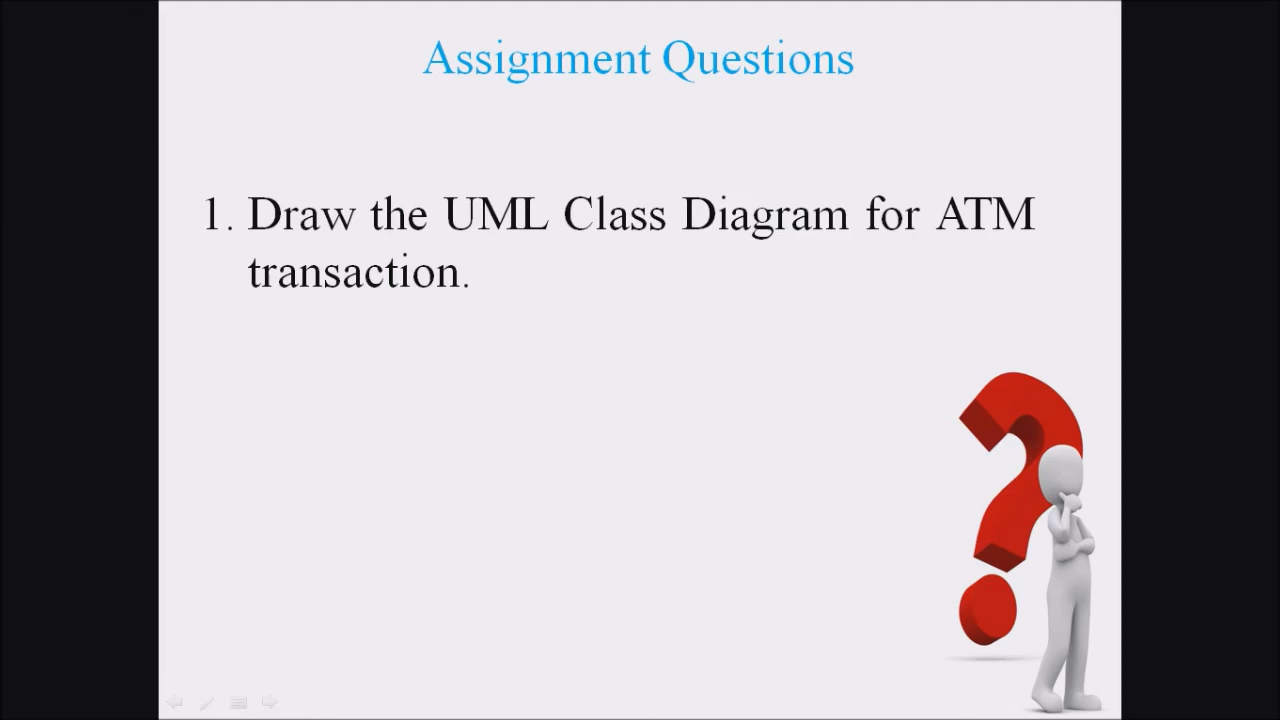 Assignment Questions
1. Draw the UML Class Diagram for ATM
transaction.